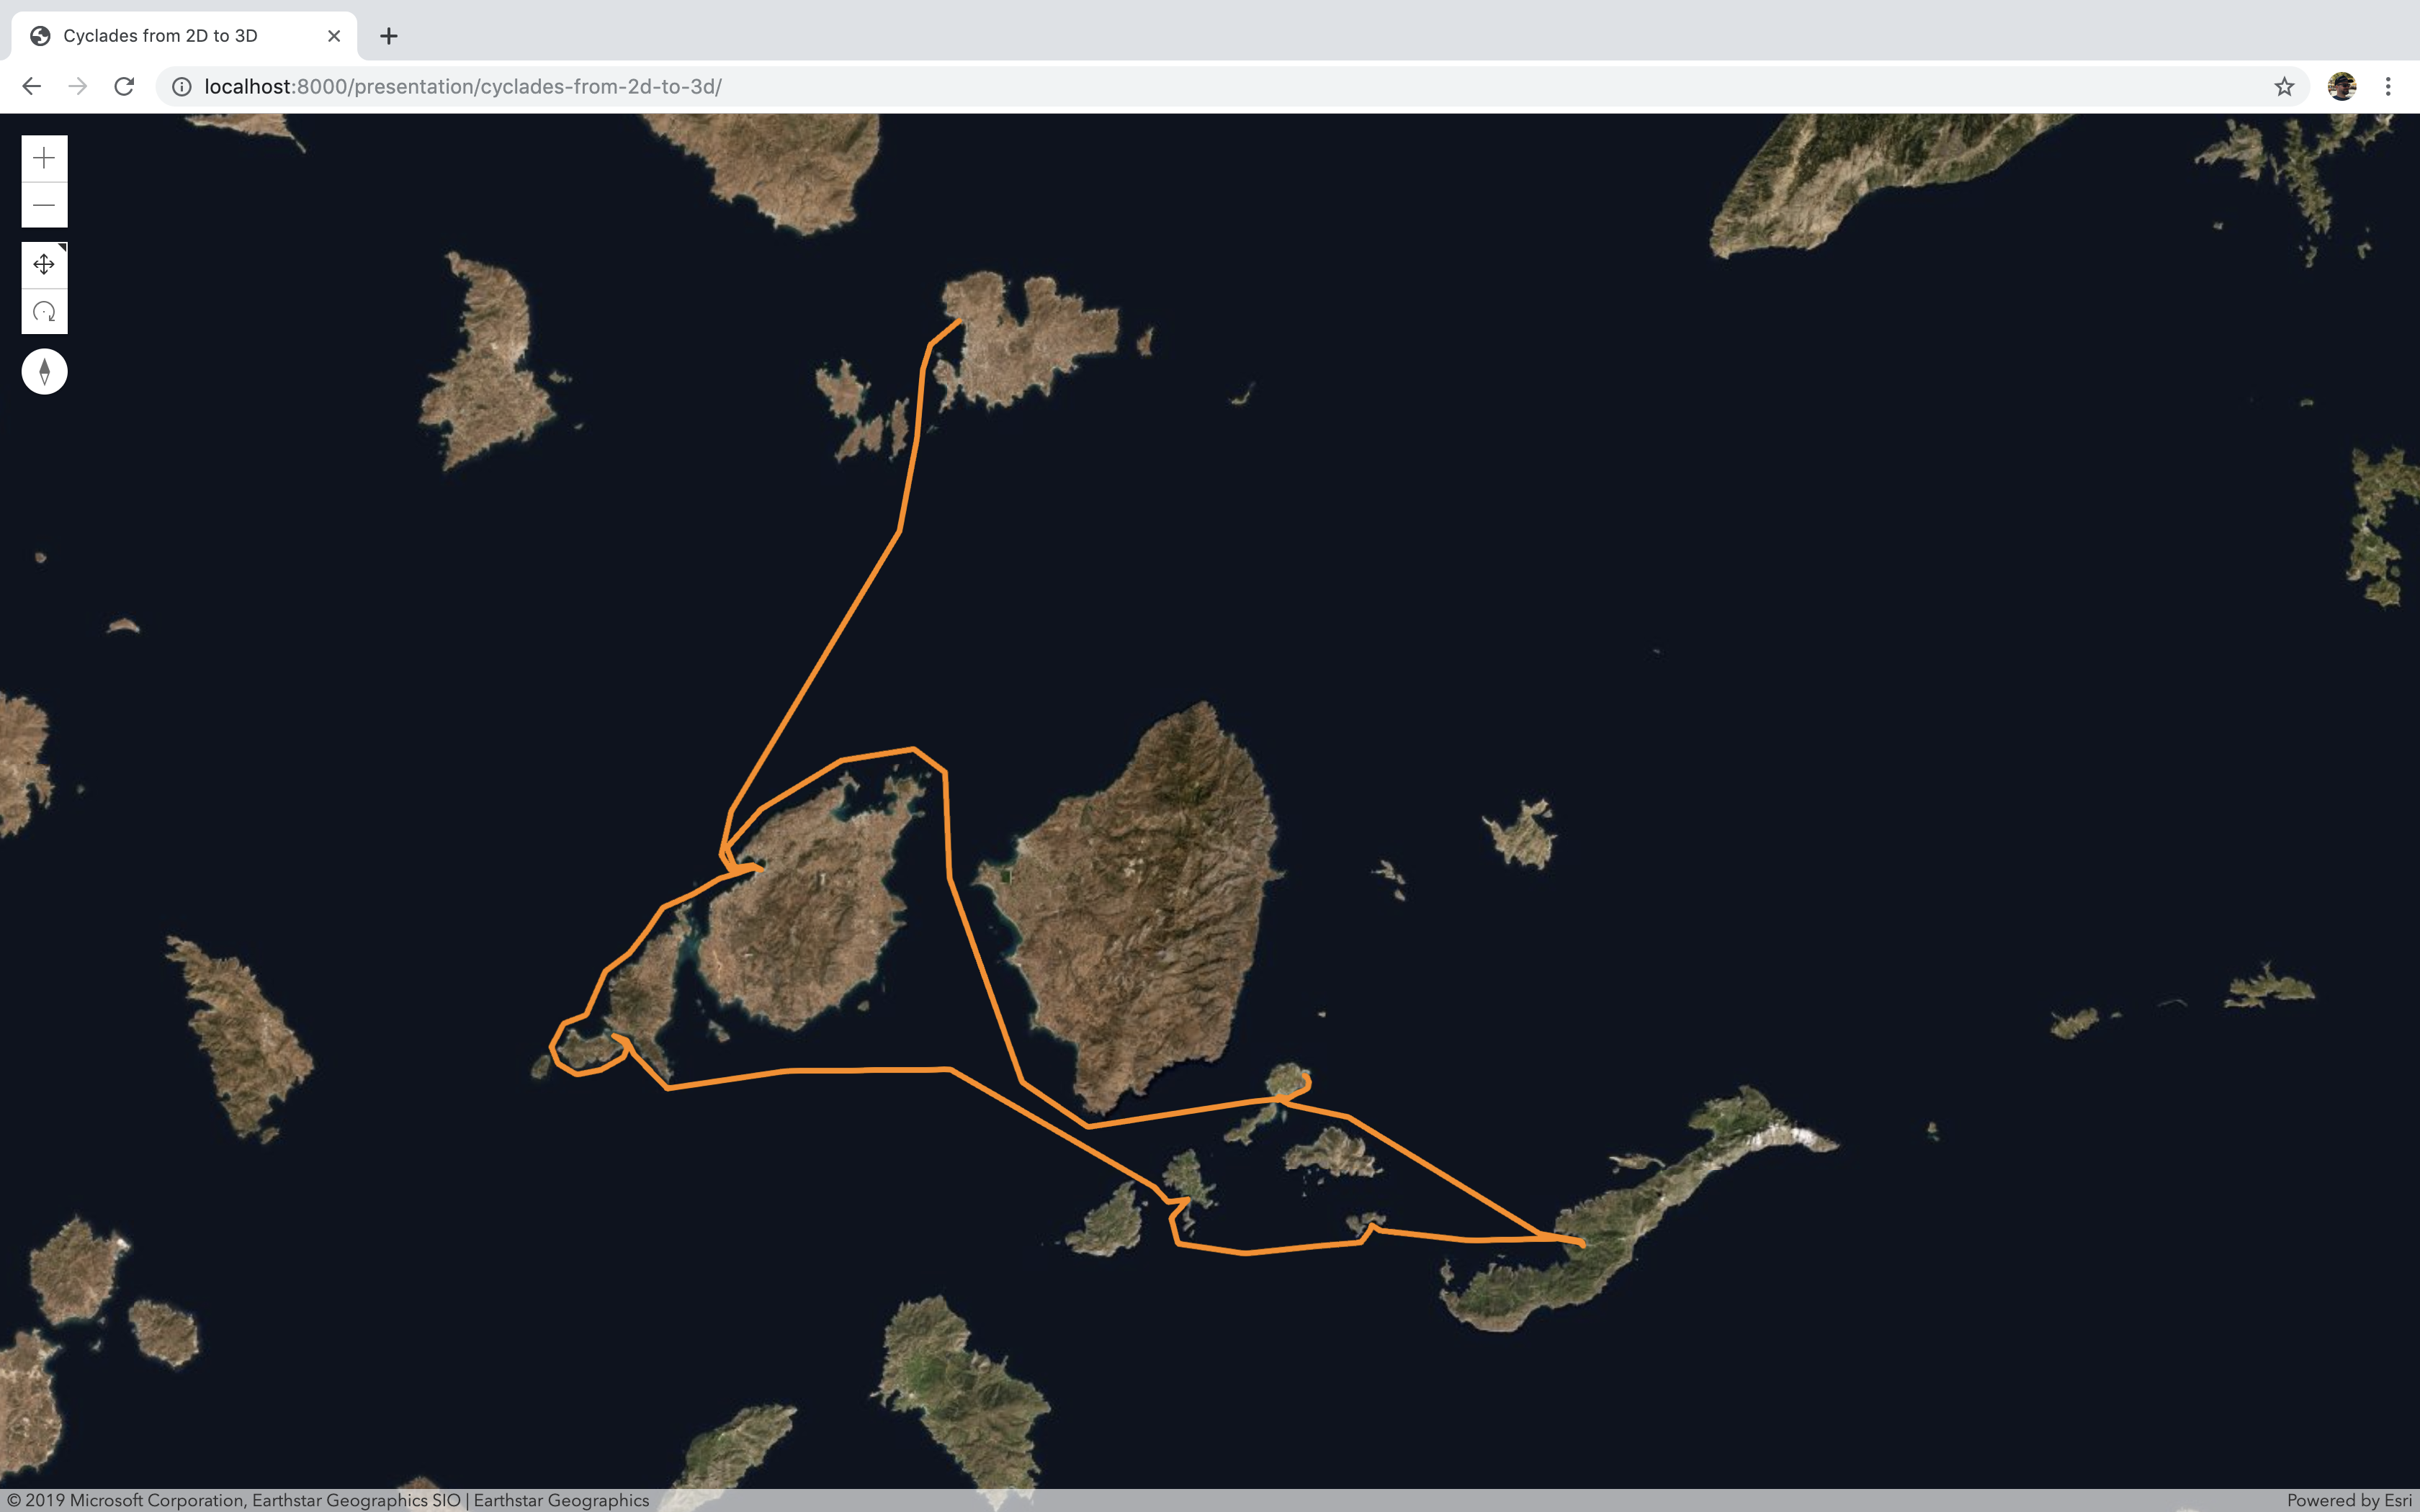 Cyclades from 2D to 3D
localhost:8000/presentation/cyclades-from-2d-to-3d/
© 2019 Microsoft Corporation, Earthstar Geographics SIO | Earthstar Geographics
Powered by Esri